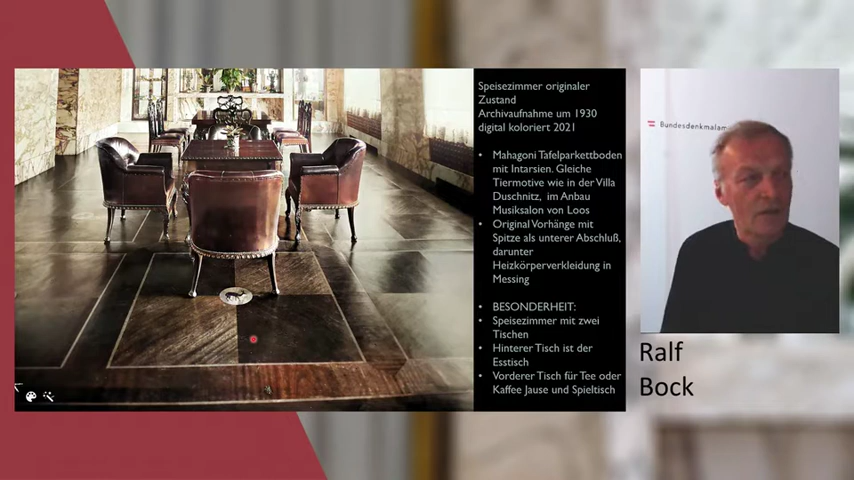 Speisezimmer originaler
Zustand
Archivaufnahme um 1930
digital koloriert 2021
• Mahagoni Tafelparkettboden
mit Intarsien. Gleiche
Tiermotive wie in der Villa
Duschnitz, im Anbau
Musiksalon von Loos
• Original Vorhänge mit
Spitze als unterer Abschluß,
darunter
Heizkörperverkleidung in
Messing
• BESONDERHEIT:
• Speisezimmer mit zwei
Tischen
• Hinterer Tisch ist der
Esstisch
• Vorderer Tisch für Tee oder
Kaffee Jause und Spieltisch
Bundesdenkmalam
Ralf
Bock